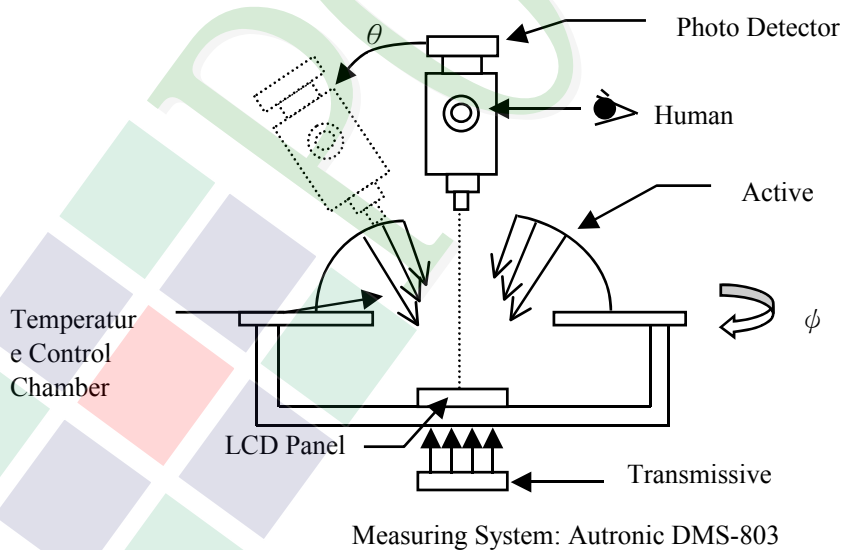 θ
Photo Detector
Human
Active
Temperatur
e Control
Chamber
ϕ
LCD Panel
Transmissive
Measuring System: Autronic DMS-803